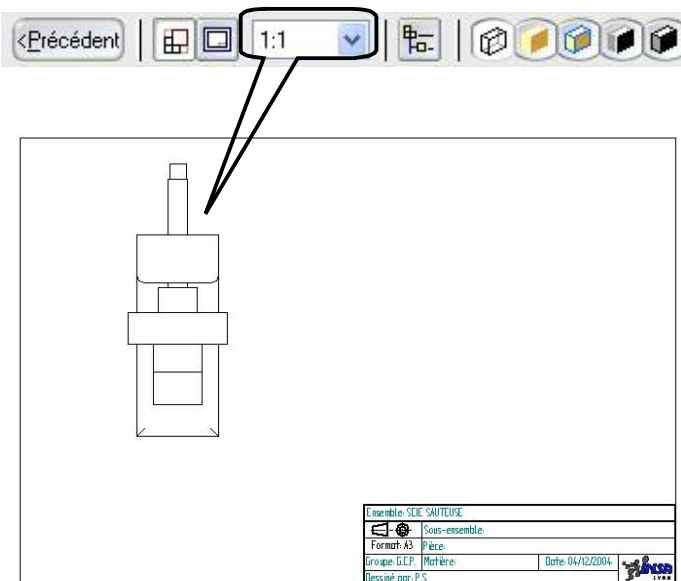 <Précédent
1:1
Ensemble: SCIE SAUTEUSE
Sous-ensemble:
Format: A3
Pièce:
Groupe: G.C.P.
Matière:
Date: 04/12/2004
Dessiné par: P.S.
INSA
LYON